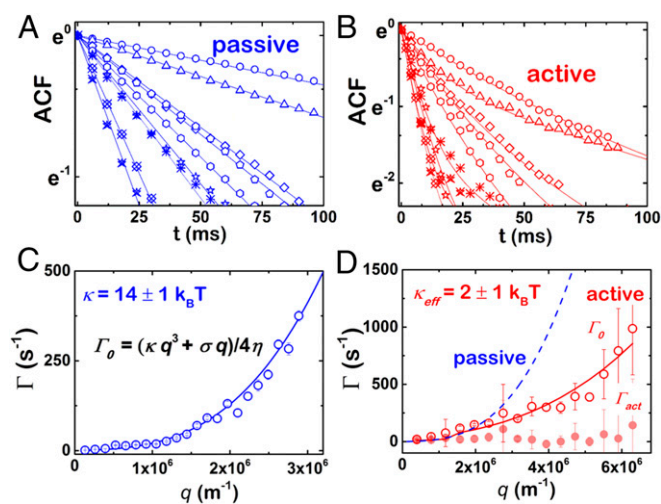 A
passive
ACF
e^0
e^-1
0 25 50 75 100
t (ms)
B
active
ACF
e^0
e^-1
e^-2
0 25 50 75 100
t (ms)
C
κ = 14 ± 1 k_BT
Γ_0 = (κ q^3 + σ q)/4η
Γ (s^-1)
500
250
0
0 1x10^6 2x10^6 3x10^6
q (m^-1)
D
κ_eff = 2 ± 1 k_BT
active
passive
Γ_0
Γ_act
Γ (s^-1)
1500
1000
500
0
0 2x10^6 4x10^6 6x10^6
q (m^-1)